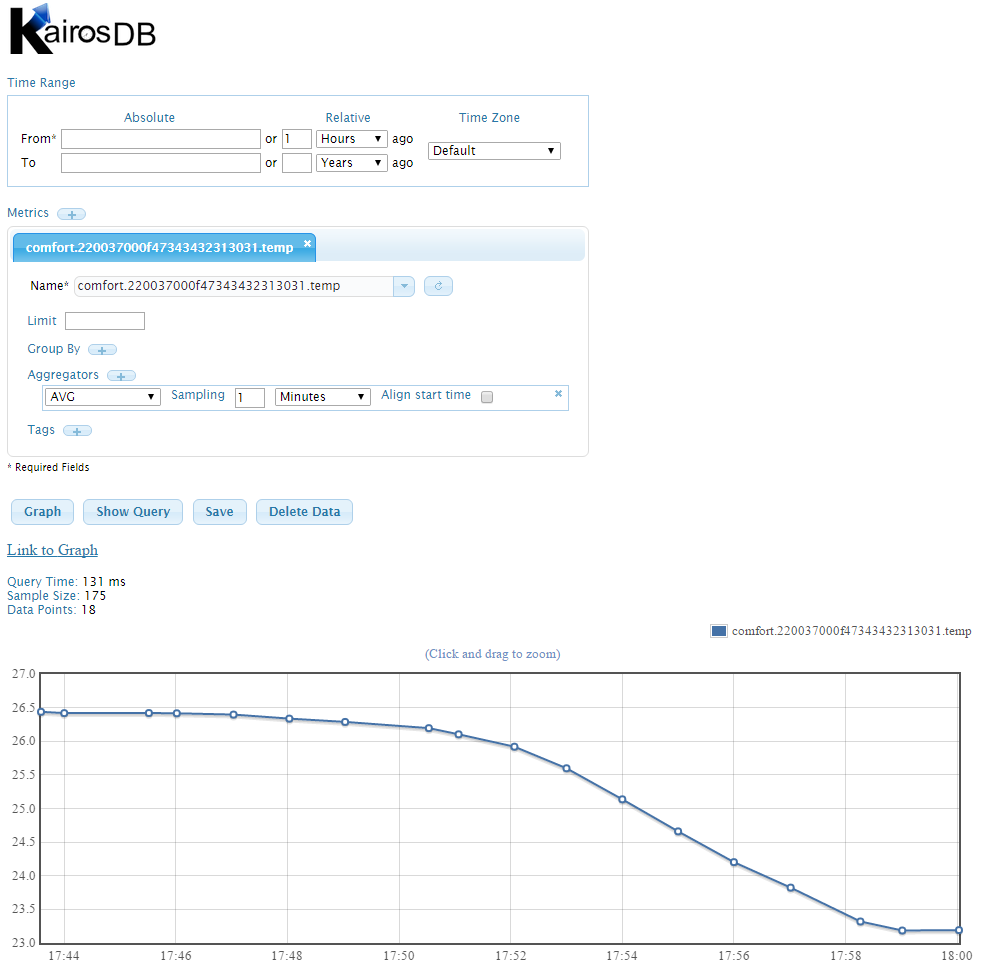 KairosDB
Time Range
Absolute Relative Time Zone
From* or 1 Hours ago Default
To or Years ago
Metrics
comfort.220037000f47343432313031.temp
Name* comfort.220037000f47343432313031.temp
Limit
Group By
Aggregators
AVG Sampling 1 Minutes Align start time
Tags
* Required Fields
Graph Show Query Save Delete Data
Link to Graph
Query Time: 131 ms
Sample Size: 175
Data Points: 18
comfort.220037000f47343432313031.temp
(Click and drag to zoom)
27.0
26.5
26.0
25.5
25.0
24.5
24.0
23.5
23.0
17:44 17:46 17:48 17:50 17:52 17:54 17:56 17:58 18:00